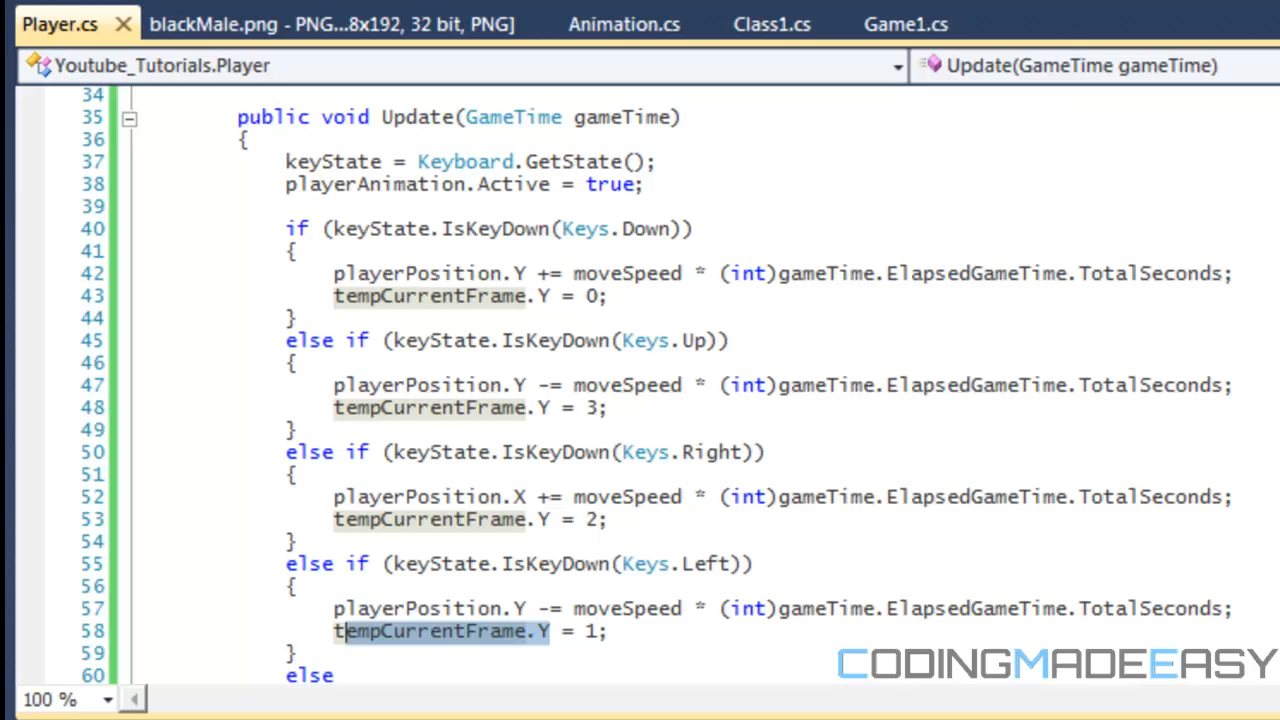 Player.cs blackMale.png - PNG...8x192, 32 bit, PNG] Animation.cs Class1.cs Game1.cs
Youtube_Tutorials.Player Update(GameTime gameTime)
34
35 public void Update(GameTime gameTime)
36 {
37 keyState = Keyboard.GetState();
38 playerAnimation.Active = true;
39
40 if (keyState.IsKeyDown(Keys.Down))
41 {
42 playerPosition.Y += moveSpeed * (int)gameTime.ElapsedGameTime.TotalSeconds;
43 tempCurrentFrame.Y = 0;
44 }
45 else if (keyState.IsKeyDown(Keys.Up))
46 {
47 playerPosition.Y -= moveSpeed * (int)gameTime.ElapsedGameTime.TotalSeconds;
48 tempCurrentFrame.Y = 3;
49 }
50 else if (keyState.IsKeyDown(Keys.Right))
51 {
52 playerPosition.X += moveSpeed * (int)gameTime.ElapsedGameTime.TotalSeconds;
53 tempCurrentFrame.Y = 2;
54 }
55 else if (keyState.IsKeyDown(Keys.Left))
56 {
57 playerPosition.Y -= moveSpeed * (int)gameTime.ElapsedGameTime.TotalSeconds;
58 tempCurrentFrame.Y = 1;
59 }
60 else
CODINGMADEEASY
100 %